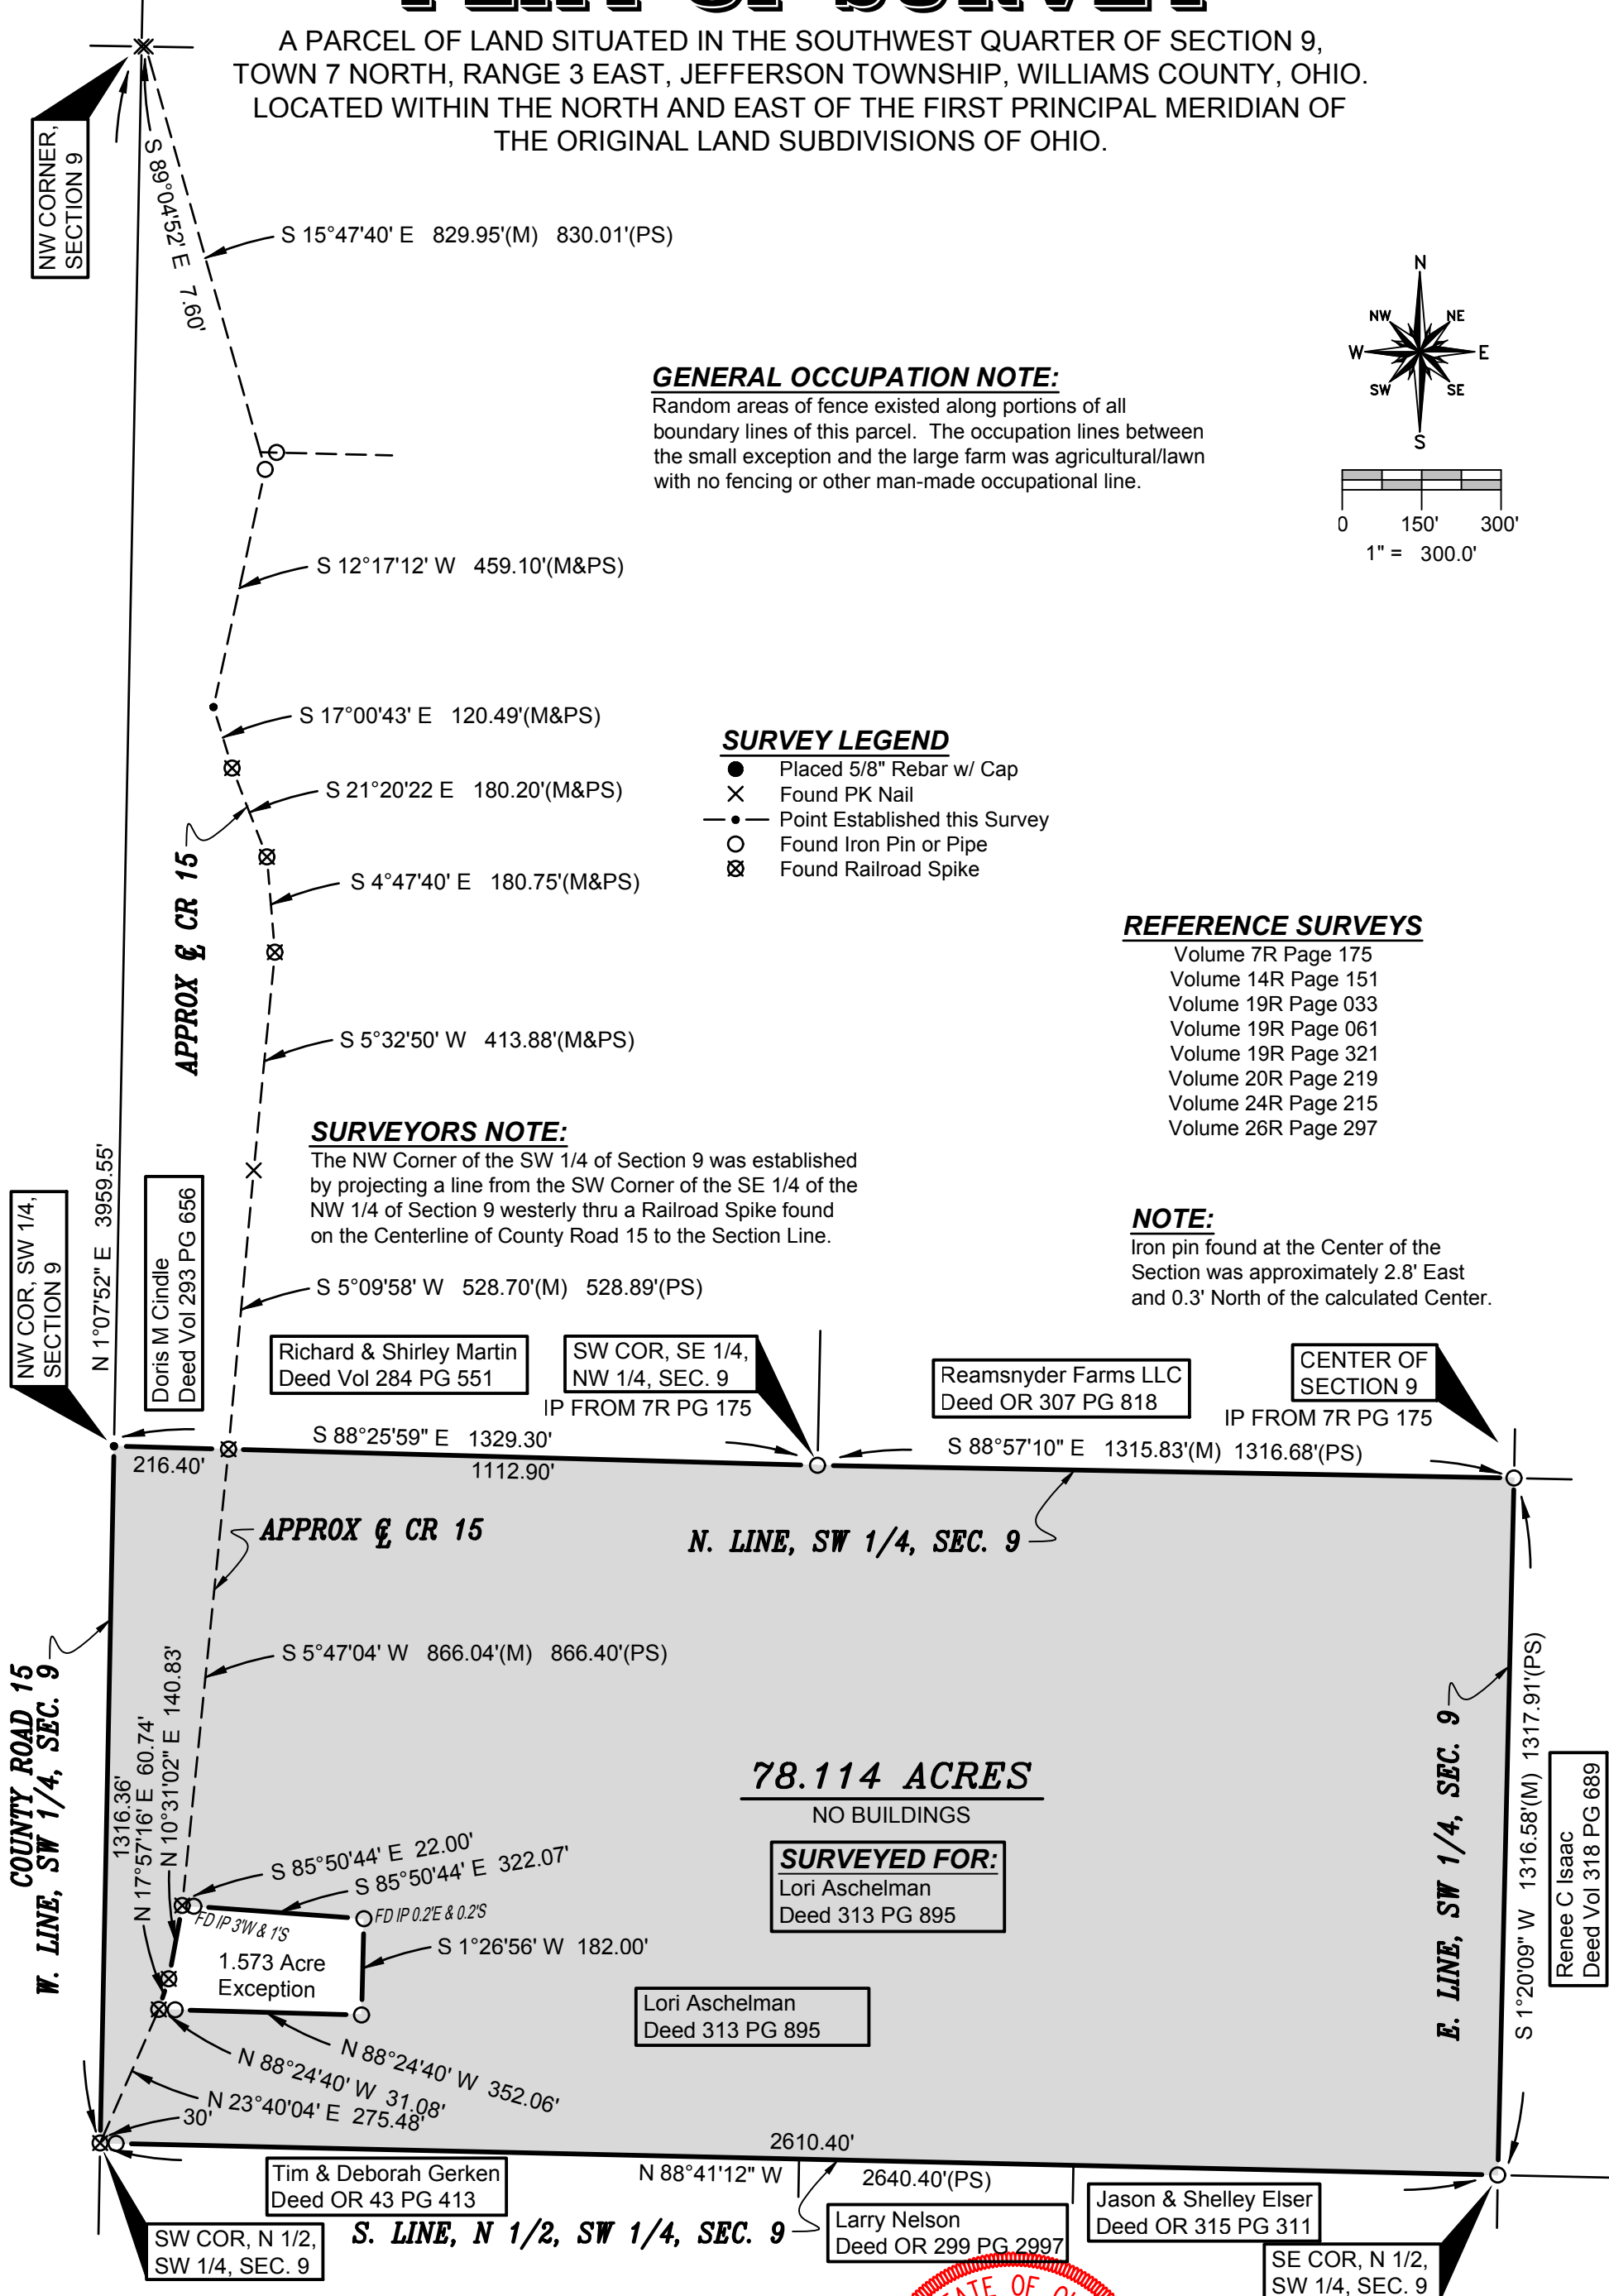 PLAT OF SURVEY
A PARCEL OF LAND SITUATED IN THE SOUTHWEST QUARTER OF SECTION 9,
TOWN 7 NORTH, RANGE 3 EAST, JEFFERSON TOWNSHIP, WILLIAMS COUNTY, OHIO.
LOCATED WITHIN THE NORTH AND EAST OF THE FIRST PRINCIPAL MERIDIAN OF
THE ORIGINAL LAND SUBDIVISIONS OF OHIO.
NW CORNER,
SECTION 9
S 89°04'52' E 7.60'
S 15°47'40' E 829.95'(M) 830.01'(PS)
N
NW
NE
W
E
SW
SE
S
0 150' 300'
1" = 300.0'
GENERAL OCCUPATION NOTE:
Random areas of fence existed along portions of all
boundary lines of this parcel. The occupation lines between
the small exception and the large farm was agricultural/lawn
with no fencing or other man-made occupational line.
S 12°17'12' W 459.10'(M&PS)
S 17°00'43' E 120.49'(M&PS)
S 21°20'22 E 180.20'(M&PS)
S 4°47'40' E 180.75'(M&PS)
APPROX ℄ CR 15
S 5°32'50' W 413.88'(M&PS)
SURVEY LEGEND
Placed 5/8" Rebar w/ Cap
Found PK Nail
Point Established this Survey
Found Iron Pin or Pipe
Found Railroad Spike
REFERENCE SURVEYS
Volume 7R Page 175
Volume 14R Page 151
Volume 19R Page 033
Volume 19R Page 061
Volume 19R Page 321
Volume 20R Page 219
Volume 24R Page 215
Volume 26R Page 297
SURVEYORS NOTE:
The NW Corner of the SW 1/4 of Section 9 was established
by projecting a line from the SW Corner of the SE 1/4 of the
NW 1/4 of Section 9 westerly thru a Railroad Spike found
on the Centerline of County Road 15 to the Section Line.
NOTE:
Iron pin found at the Center of the
Section was approximately 2.8' East
and 0.3' North of the calculated Center.
NW COR, SW 1/4,
SECTION 9
N 1°07'52" E 3959.55'
Doris M Cindle
Deed Vol 293 PG 656
S 5°09'58' W 528.70'(M) 528.89'(PS)
Richard & Shirley Martin
Deed Vol 284 PG 551
SW COR, SE 1/4,
NW 1/4, SEC. 9
IP FROM 7R PG 175
Reamsnyder Farms LLC
Deed OR 307 PG 818
CENTER OF
SECTION 9
IP FROM 7R PG 175
S 88°25'59" E 1329.30'
216.40'
1112.90'
S 88°57'10" E 1315.83'(M) 1316.68'(PS)
APPROX ℄ CR 15
N. LINE, SW 1/4, SEC. 9
S 5°47'04' W 866.04'(M) 866.40'(PS)
COUNTY ROAD 15
W. LINE, SW 1/4, SEC. 9
1316.36'
N 17°57'16' E 60.74'
N 10°31'02" E 140.83'
78.114 ACRES
NO BUILDINGS
SURVEYED FOR:
Lori Aschelman
Deed 313 PG 895
E. LINE, SW 1/4, SEC. 9
S 1°20'09" W 1316.58'(M) 1317.91'(PS)
Renee C Isaac
Deed Vol 318 PG 689
S 85°50'44' E 22.00'
S 85°50'44' E 322.07'
FD IP 3'W & 1'S
FD IP 0.2'E & 0.2'S
S 1°26'56' W 182.00'
1.573 Acre
Exception
Lori Aschelman
Deed 313 PG 895
N 88°24'40' W 352.06'
N 88°24'40' W 31.08'
N 23°40'04' E 275.48'
30'
2610.40'
N 88°41'12" W
2640.40'(PS)
Tim & Deborah Gerken
Deed OR 43 PG 413
SW COR, N 1/2,
SW 1/4, SEC. 9
S. LINE, N 1/2, SW 1/4, SEC. 9
Larry Nelson
Deed OR 299 PG 2997
Jason & Shelley Elser
Deed OR 315 PG 311
SE COR, N 1/2,
SW 1/4, SEC. 9